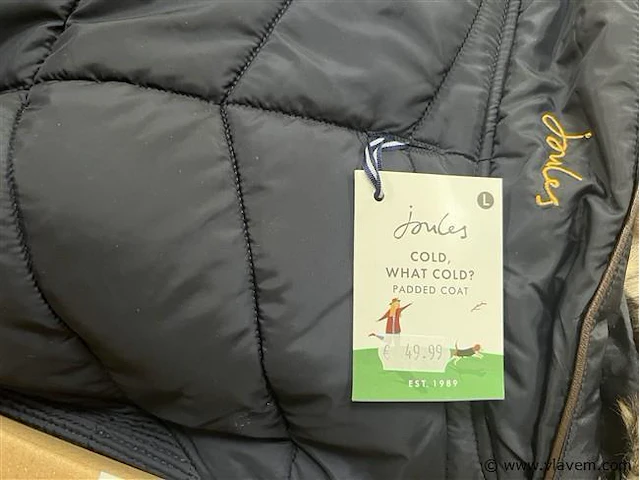 joules
L
joules
COLD,
WHAT COLD?
PADDED COAT
€ 49.99
EST. 1989
© www.vlavem.com